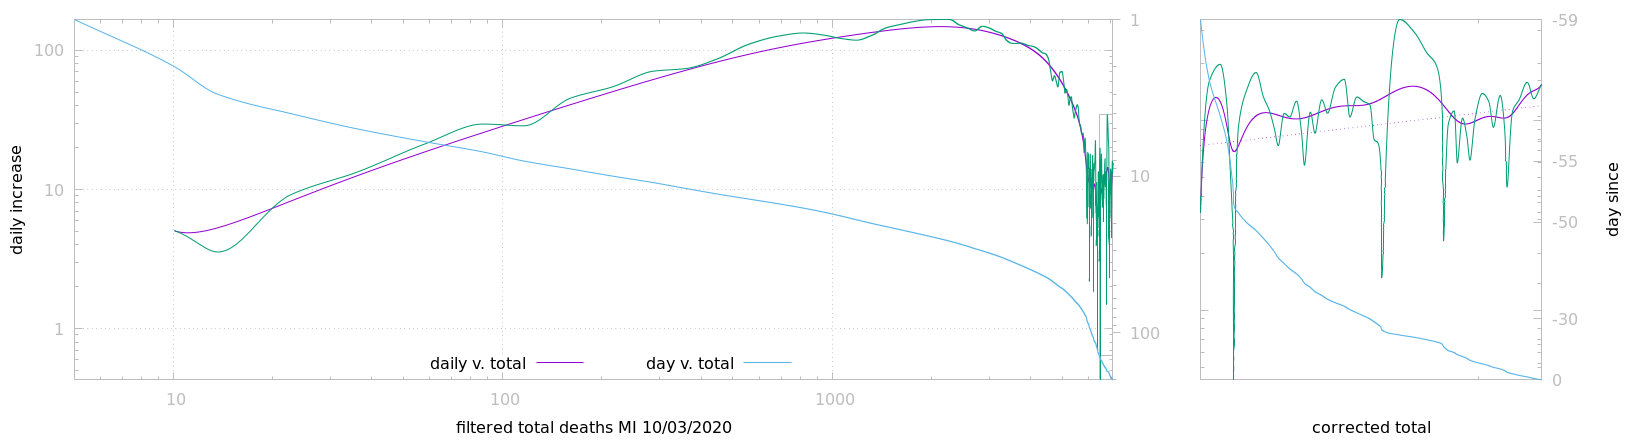 daily increase
100
10
1
10
100
1000
1
10
100
daily v. total
day v. total
filtered total deaths MI 10/03/2020
-59
-55
-50
-30
0
day since
corrected total